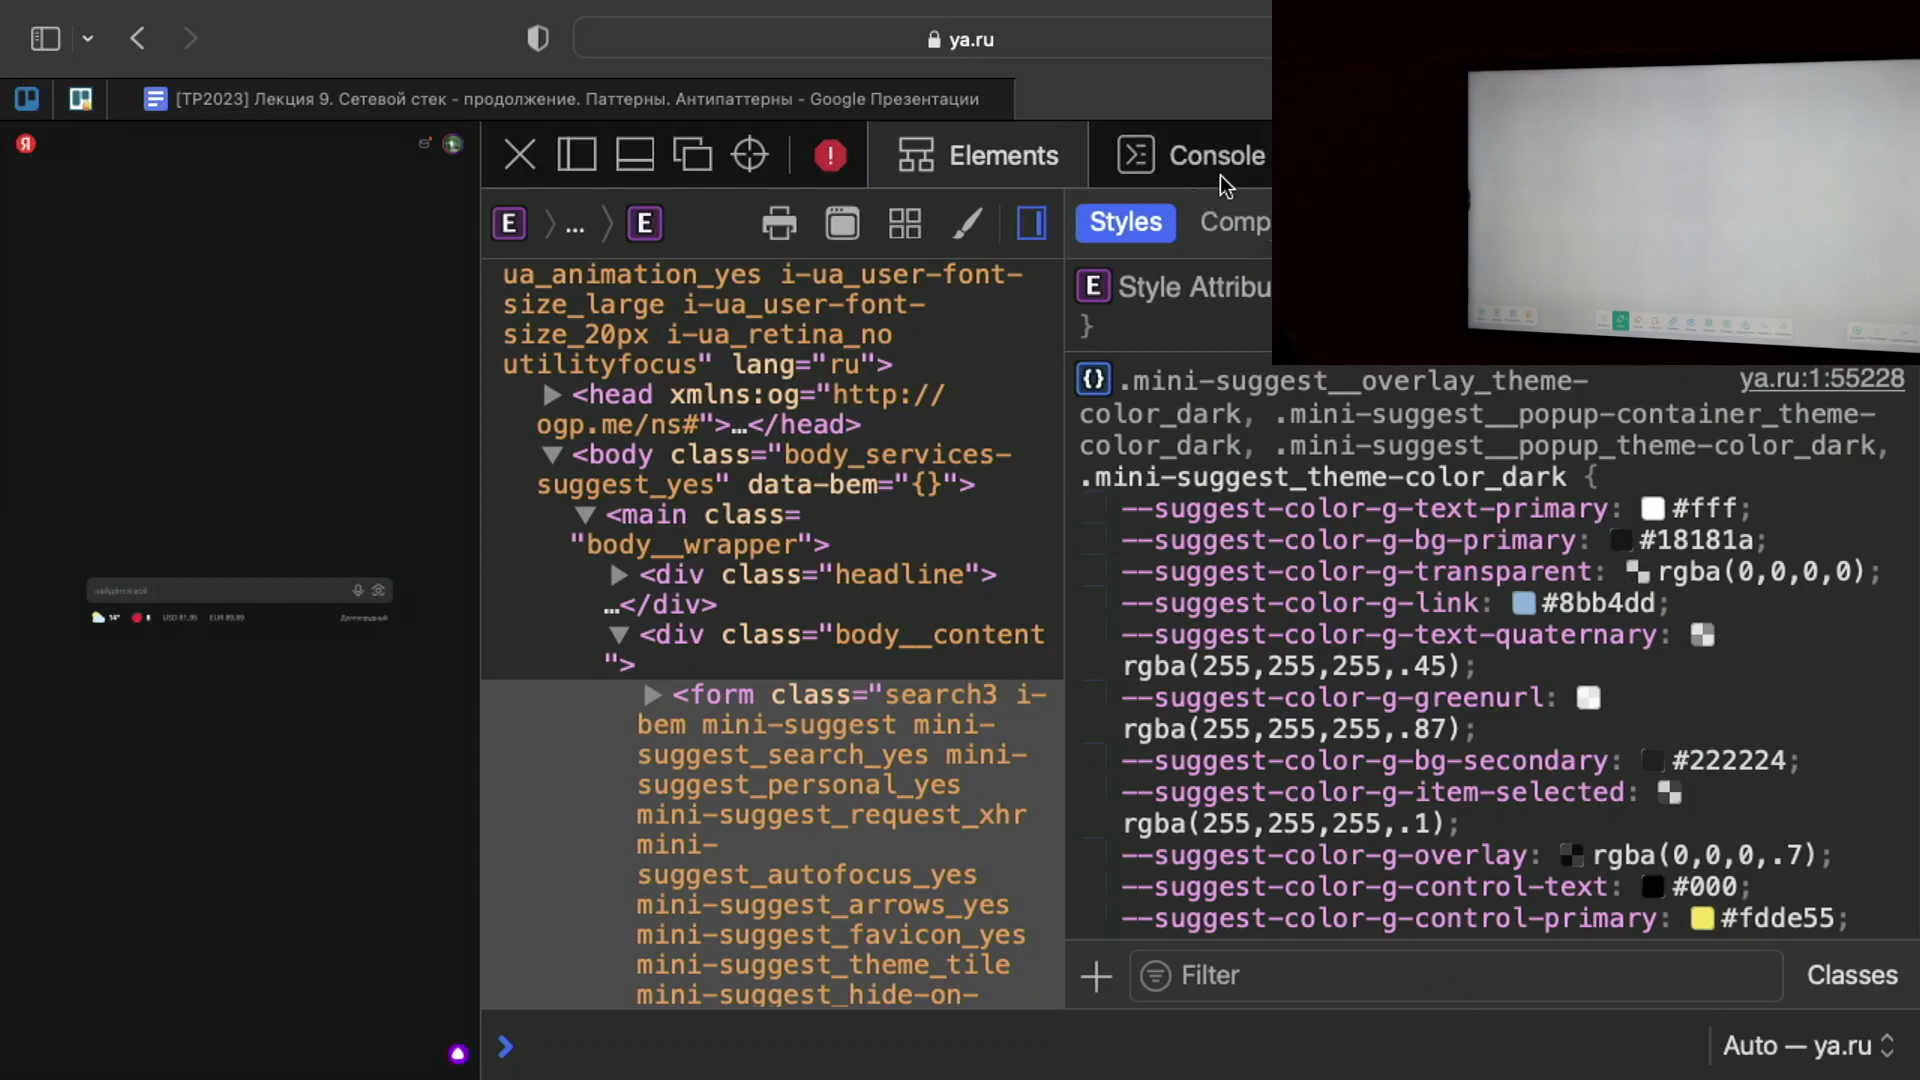 ya.ru
[TP2023] Лекция 9. Сетевой стек - продолжение. Паттерны. Антипаттерны - Google Презентации
Я
Elements
Console
E
...
E
Styles
Comp
ua_animation_yes i-ua_user-font-
size_large i-ua_user-font-
size_20px i-ua_retina_no
utilityfocus" lang="ru">
<head xmlns:og="http://
ogp.me/ns#">…</head>
<body class="body_services-
suggest_yes" data-bem="{}">
<main class=
"body__wrapper">
<div class="headline">
…</div>
<div class="body__content
">
<form class="search3 i-
bem mini-suggest mini-
suggest_search_yes mini-
suggest_personal_yes
mini-suggest_request_xhr
mini-
suggest_autofocus_yes
mini-suggest_arrows_yes
mini-suggest_favicon_yes
mini-suggest_theme_tile
mini-suggest_hide-on-
E Style Attribu
}
.mini-suggest__overlay_theme-
ya.ru:1:55228
color_dark, .mini-suggest__popup-container_theme-
color_dark, .mini-suggest__popup_theme-color_dark,
.mini-suggest_theme-color_dark {
--suggest-color-g-text-primary: #fff;
--suggest-color-g-bg-primary: #18181a;
--suggest-color-g-transparent: rgba(0,0,0,0);
--suggest-color-g-link: #8bb4dd;
--suggest-color-g-text-quaternary:
rgba(255,255,255,.45);
--suggest-color-g-greenurl:
rgba(255,255,255,.87);
--suggest-color-g-bg-secondary: #222224;
--suggest-color-g-item-selected:
rgba(255,255,255,.1);
--suggest-color-g-overlay: rgba(0,0,0,.7);
--suggest-color-g-control-text: #000;
--suggest-color-g-control-primary: #fdde55;
Filter
Classes
Auto — ya.ru